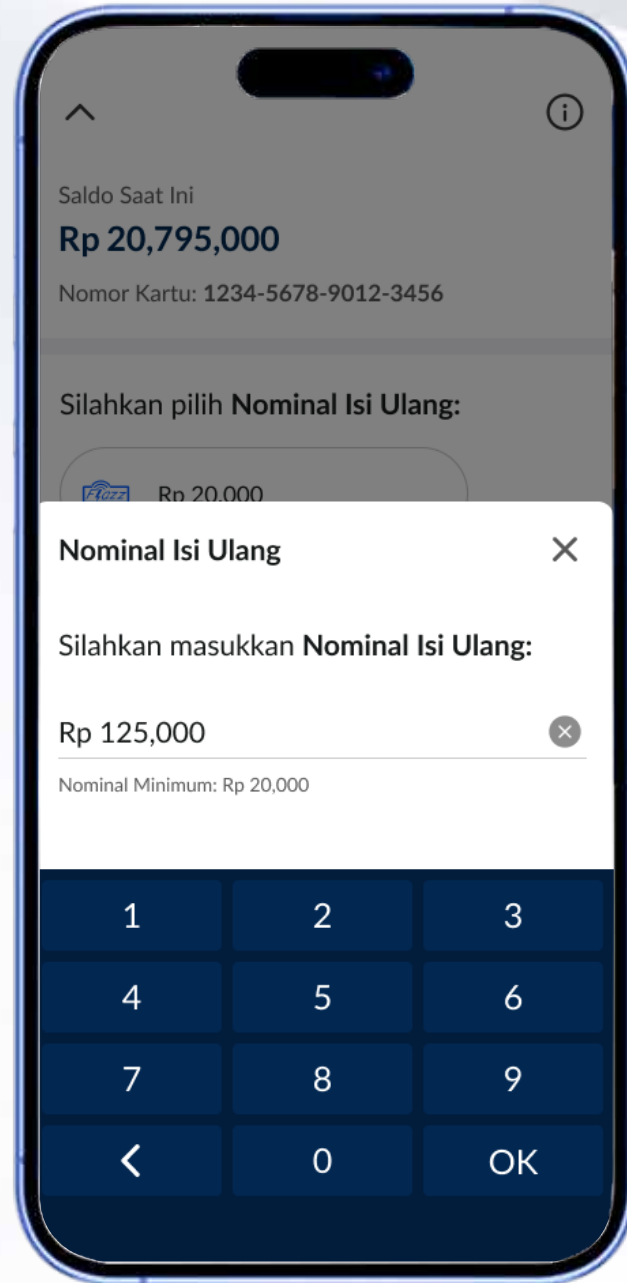 Saldo Saat Ini
Rp 20,795,000
Nomor Kartu: 1234-5678-9012-3456
Silahkan pilih Nominal Isi Ulang:
Flazz Rp 20.000
Nominal Isi Ulang
Silahkan masukkan Nominal Isi Ulang:
Rp 125,000
Nominal Minimum: Rp 20,000
1 2 3
4 5 6
7 8 9
0 OK